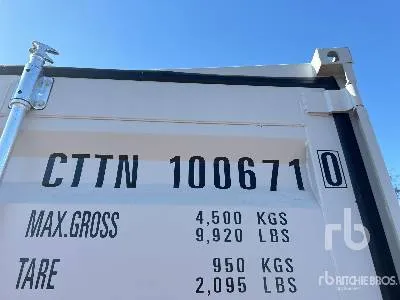 CTTN 100671 0
MAX.GROSS 4,500 KGS
9,920 LBS
TARE 950 KGS
2,095 LBS
rb
rb RITCHIE BROS.